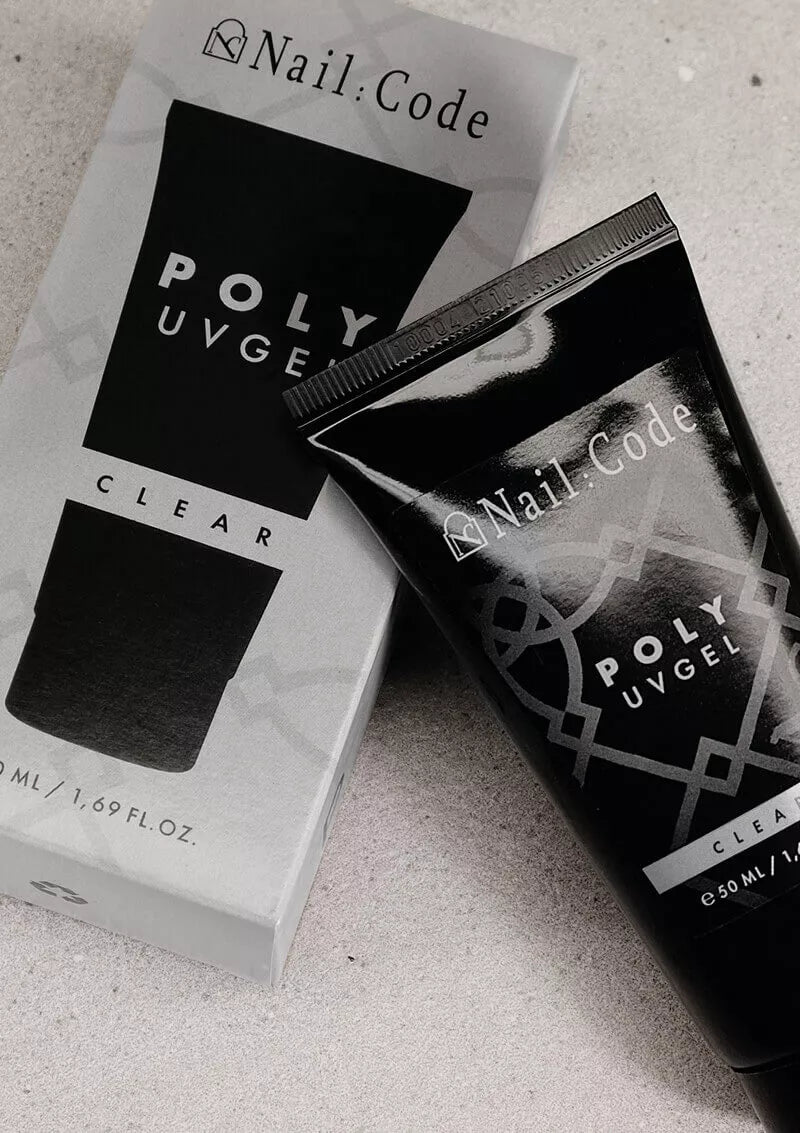 Nail:Code
POLY
UVGEL
CLEAR
ML / 1,69 FL.OZ.
Nail:Code
POLY
UVGEL
CLEA
℮50 ML / 1,